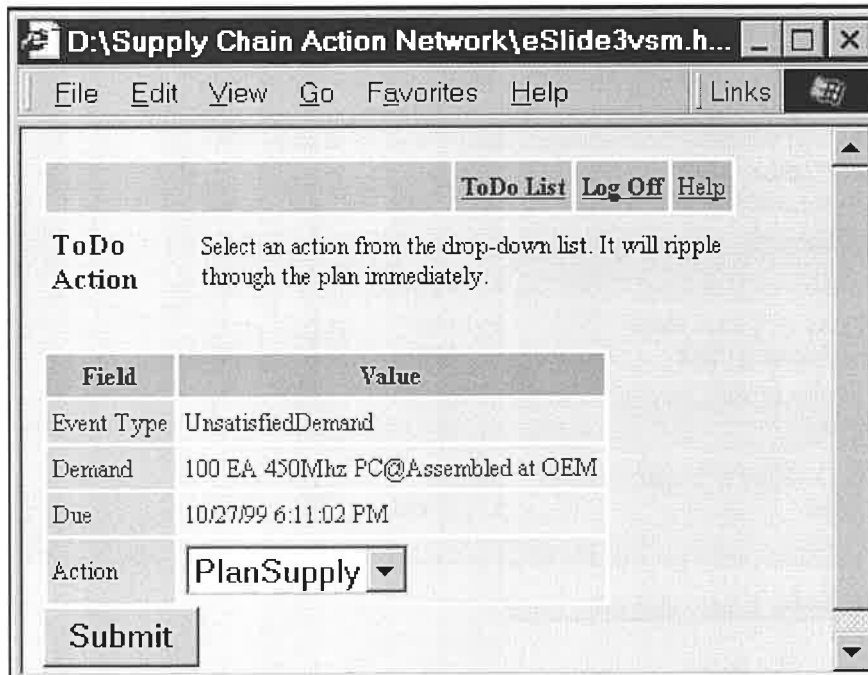 D:\Supply Chain Action Network\eSlide3vsm.h...
File Edit View Go Favorites Help Links
ToDo List Log Off Help
ToDo Action
Select an action from the drop-down list. It will ripple
through the plan immediately.
Field Value
Event Type UnsatisfiedDemand
Demand 100 EA 450Mhz PC@Assembled at OEM
Due 10/27/99 6:11:02 PM
Action PlanSupply
Submit